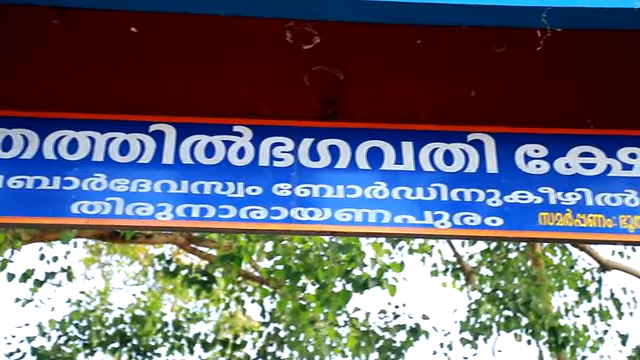 ത്തിൽഭഗവതി ക്ഷേ
ബാർദേവസ്വം ബോർഡിനുകീഴിൽ
തിരുനാരായണപുരം
സമർപ്പണം: